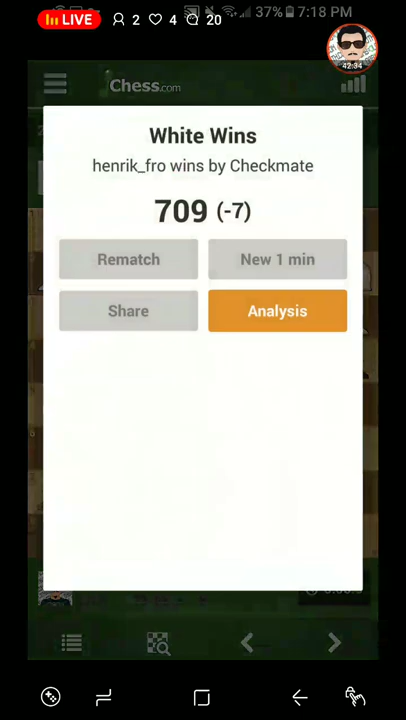 LIVE 2 4 20 37% 7:18 PM
42:34
Chess.com
White Wins
henrik_fro wins by Checkmate
709 (-7)
Rematch New 1 min
Share Analysis